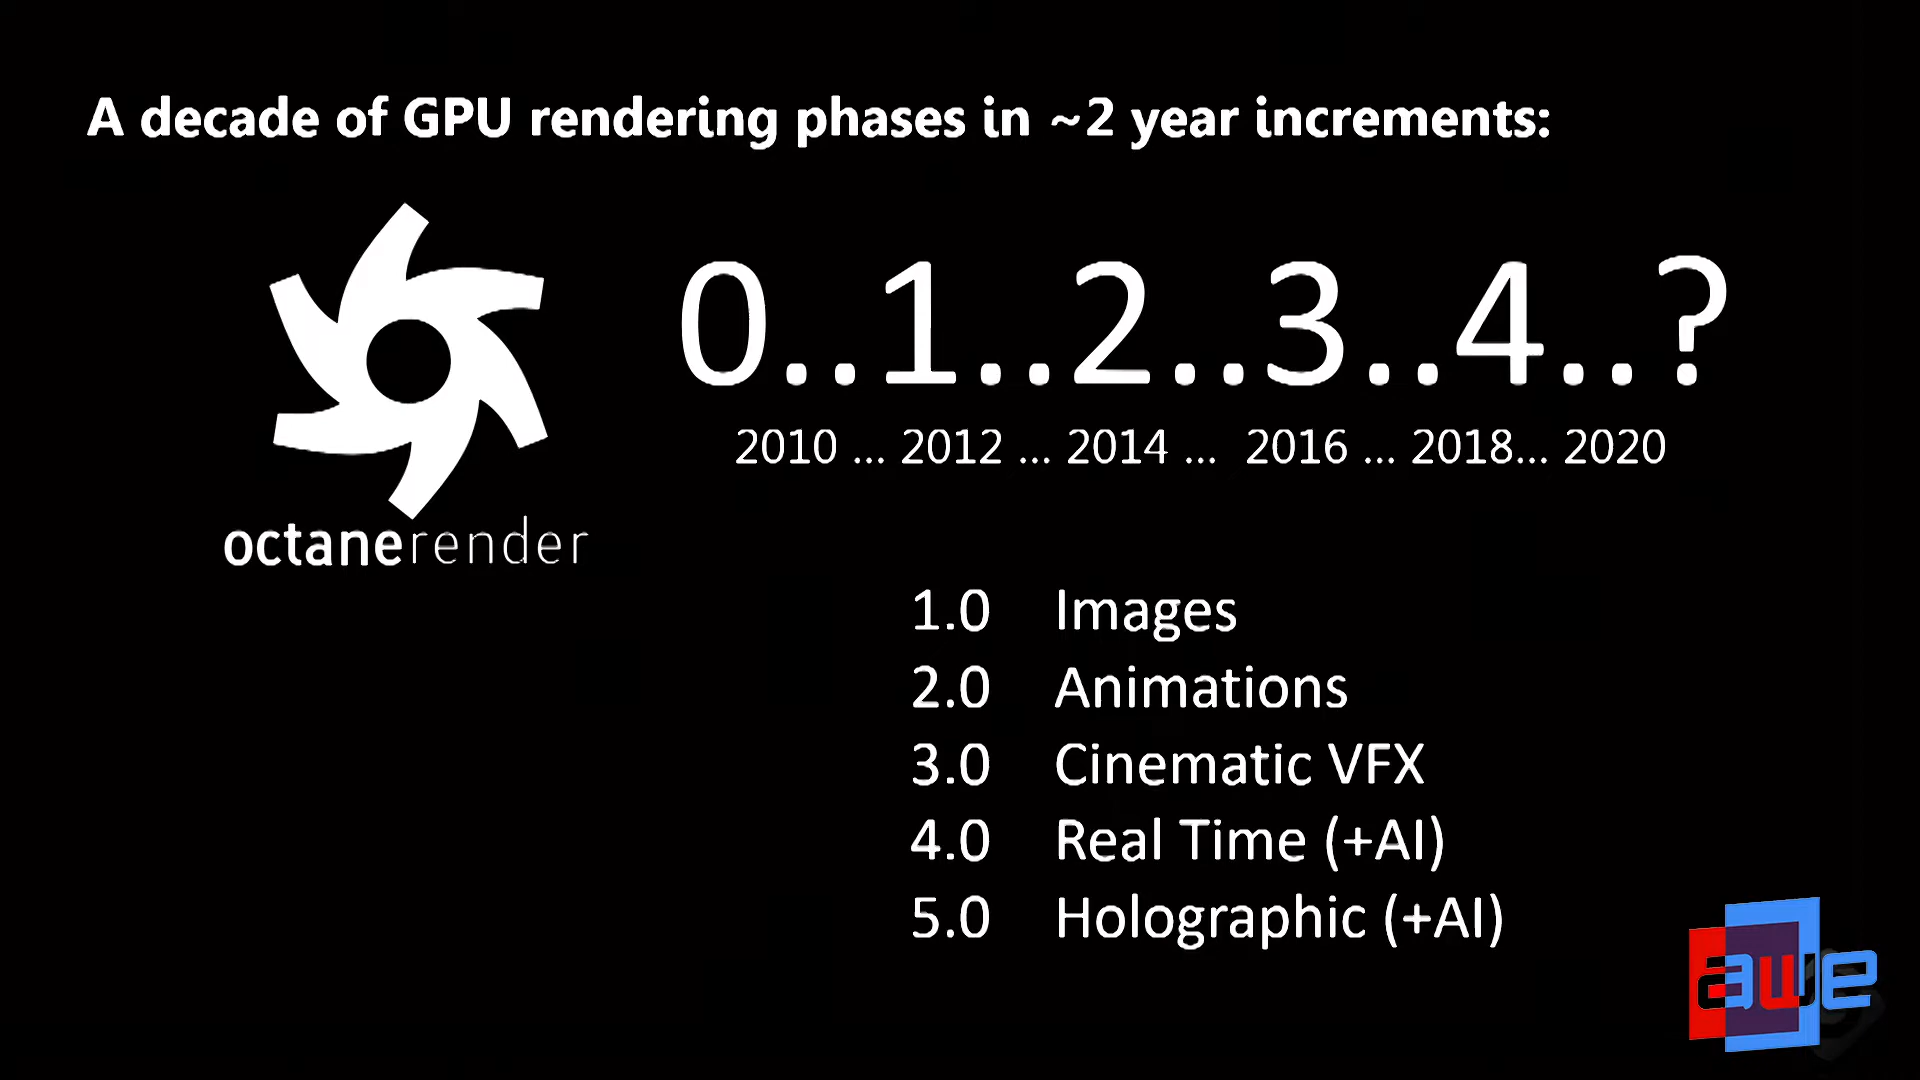 A decade of GPU rendering phases in ~2 year increments:
0..1..2..3..4..?
2010 ... 2012 ... 2014 ... 2016 ... 2018... 2020
octanerender
1.0 Images
2.0 Animations
3.0 Cinematic VFX
4.0 Real Time (+AI)
5.0 Holographic (+AI)
awe